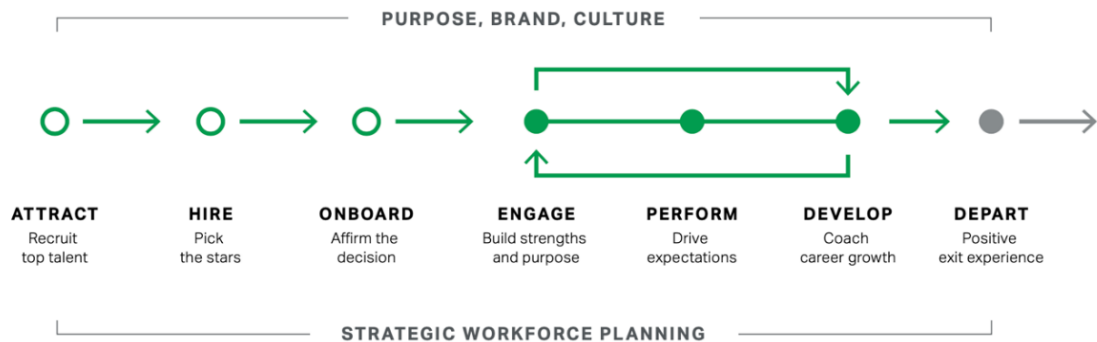 PURPOSE, BRAND, CULTURE
ATTRACT
Recruit
top talent
HIRE
Pick
the stars
ONBOARD
Affirm the
decision
ENGAGE
Build strengths
and purpose
PERFORM
Drive
expectations
DEVELOP
Coach
career growth
DEPART
Positive
exit experience
STRATEGIC WORKFORCE PLANNING